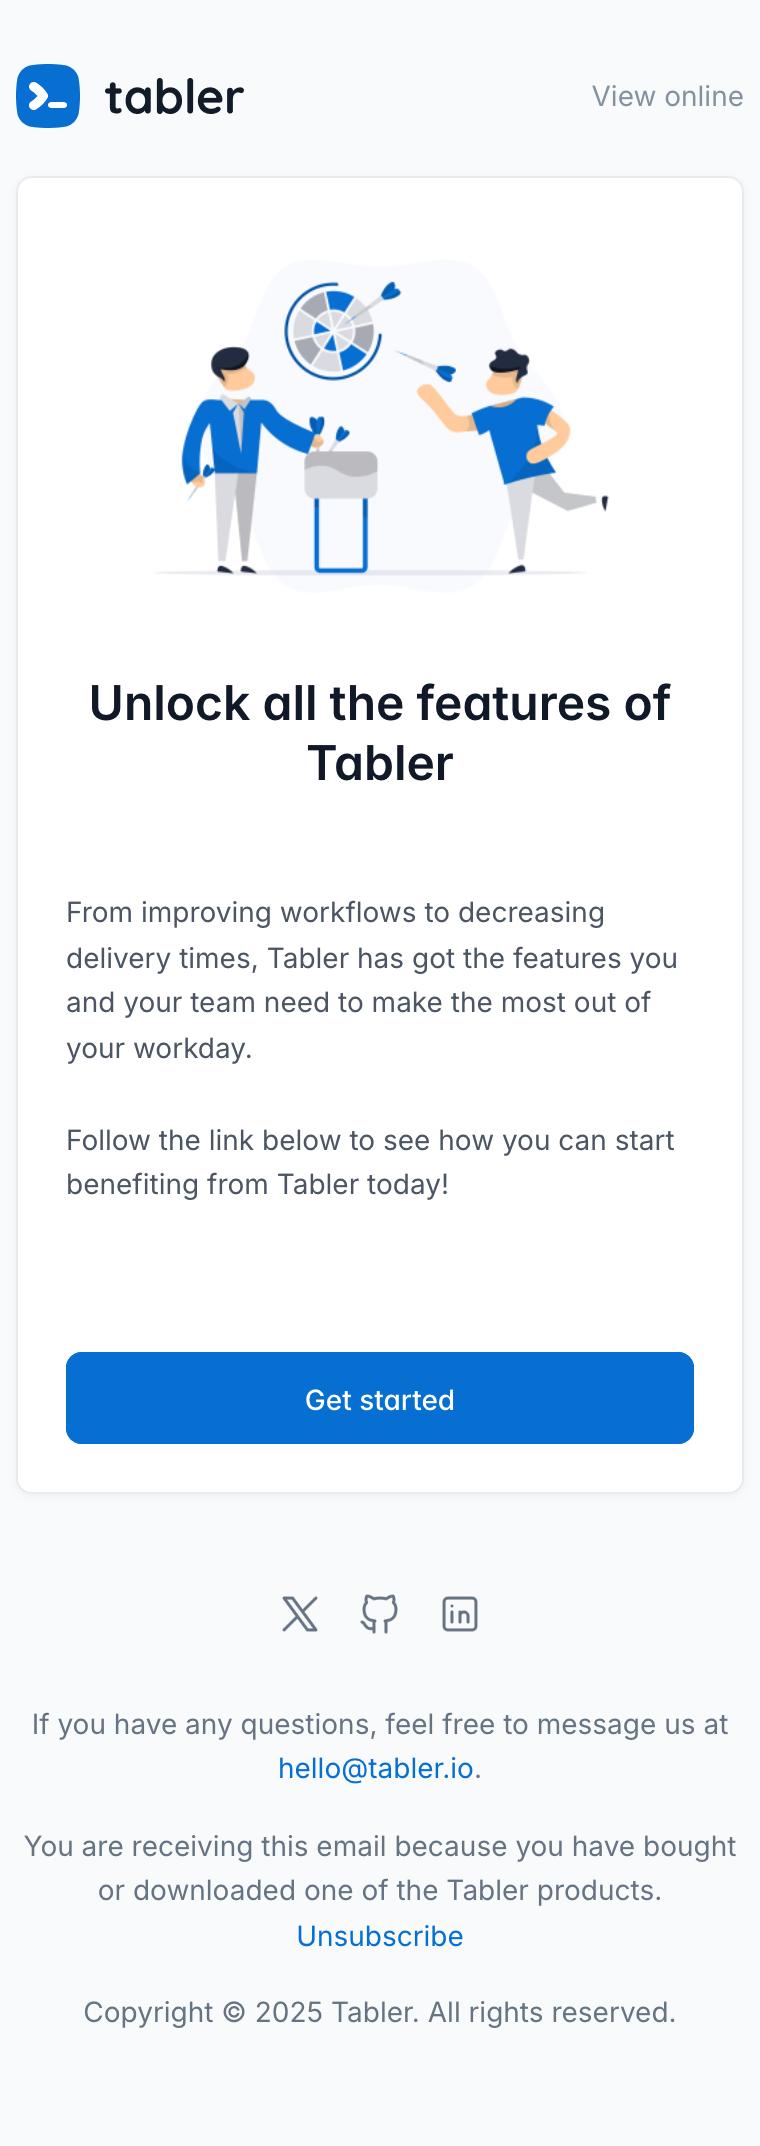 tabler
View online
Unlock all the features of
Tabler
From improving workflows to decreasing
delivery times, Tabler has got the features you
and your team need to make the most out of
your workday.
Follow the link below to see how you can start
benefiting from Tabler today!
Get started
If you have any questions, feel free to message us at
hello@tabler.io.
You are receiving this email because you have bought
or downloaded one of the Tabler products.
Unsubscribe
Copyright © 2025 Tabler. All rights reserved.